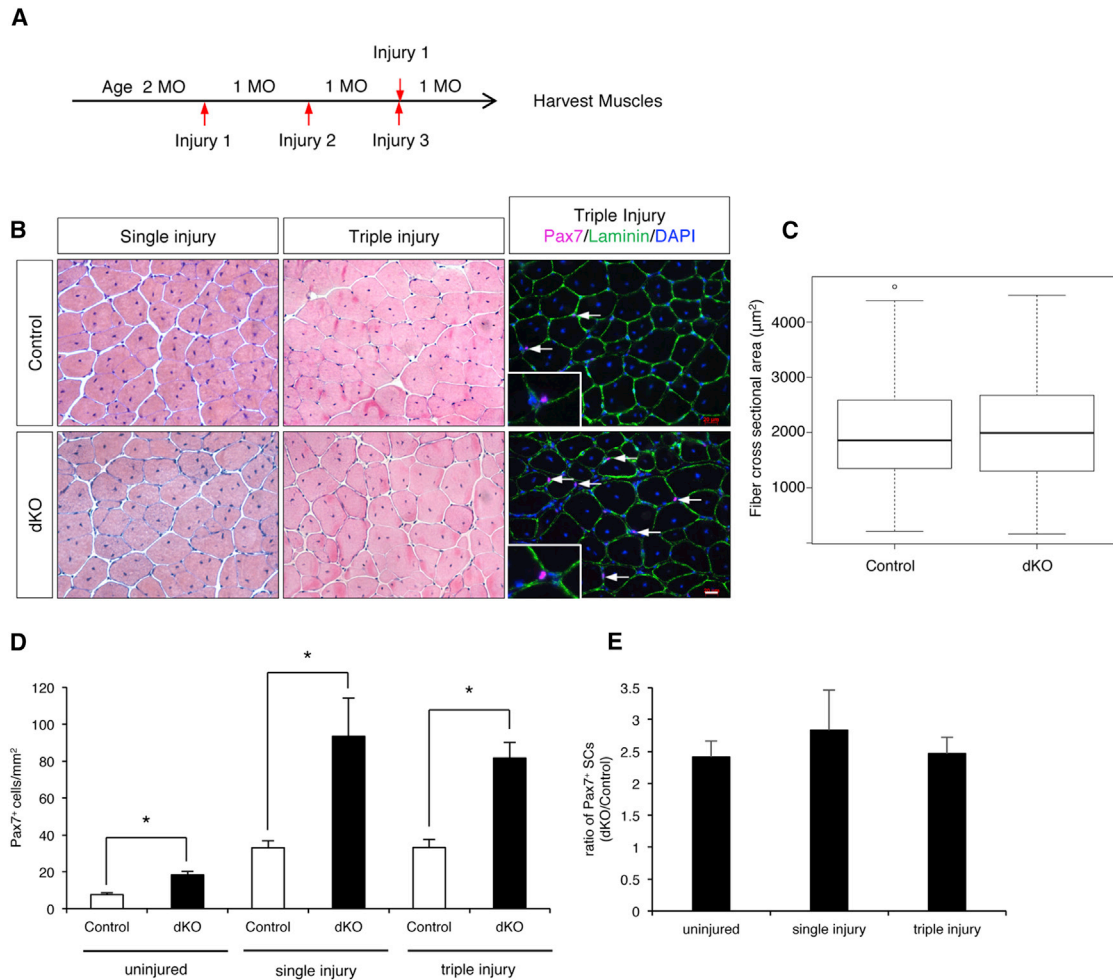 A
Injury 1
Age 2 MO 1 MO 1 MO 1 MO
Harvest Muscles
Injury 1 Injury 2 Injury 3
B
Single injury
Triple injury
Triple Injury
Pax7/Laminin/DAPI
Control
dKO
C
Fiber cross sectional area (µm²)
4000
3000
2000
1000
Control dKO
D
Pax7⁺ cells/mm²
120
100
80
60
40
20
0
* * *
Control dKO Control dKO Control dKO
uninjured single injury triple injury
E
ratio of Pax7⁺ SCs
(dKO/Control)
3.5
3
2.5
2
1.5
1
0.5
0
uninjured single injury triple injury